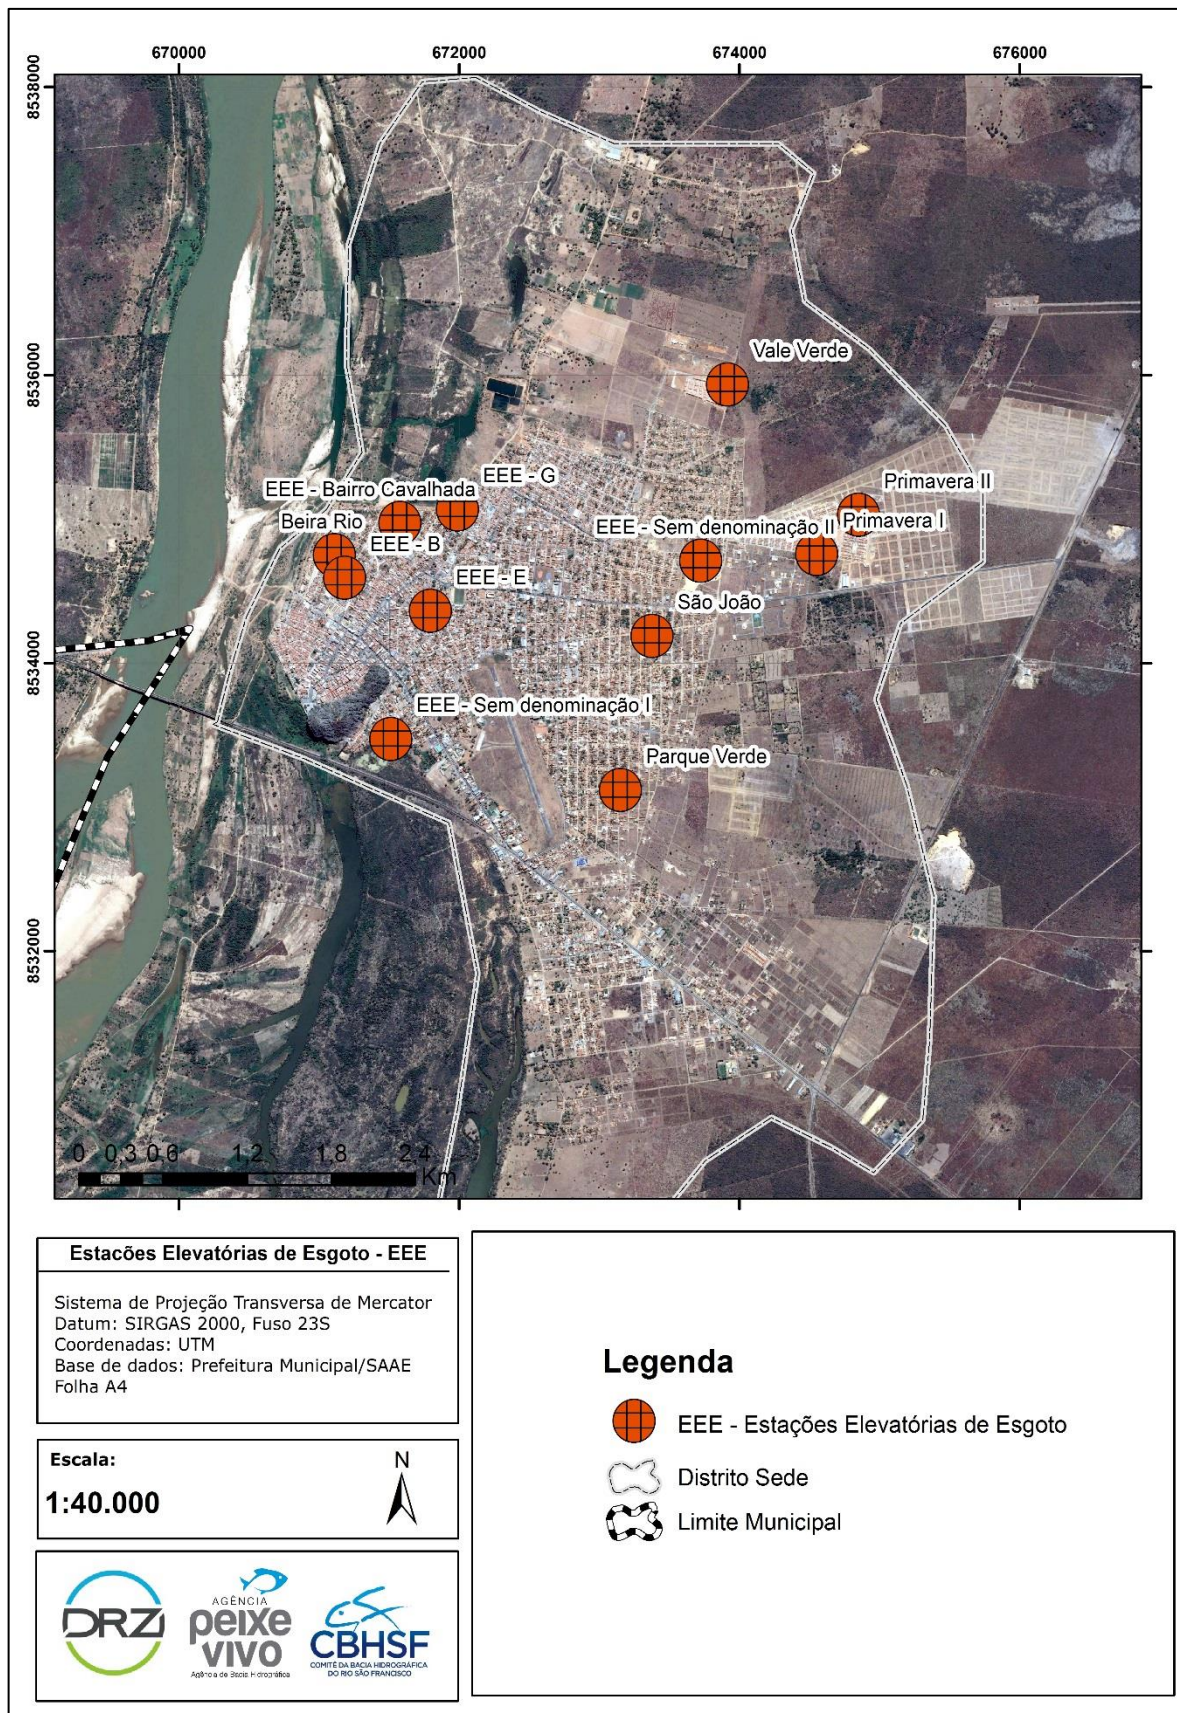 670000
672000
674000
676000
8538000
8536000
8534000
8532000
Vale Verde
EEE - G
Primavera II
EEE - Bairro Cavalhada
Beira Rio
EEE - Sem denominação II
Primavera I
EEE - B
EEE - E
São João
EEE - Sem denominação I
Parque Verde
0 0,3 0,6 1,2 1,8 2,4
Km
Estacões Elevatórias de Esgoto - EEE
Sistema de Projeção Transversa de Mercator
Datum: SIRGAS 2000, Fuso 23S
Coordenadas: UTM
Base de dados: Prefeitura Municipal/SAAE
Folha A4
Escala:
1:40.000
N
DRZ
AGÊNCIA
peixe
vivo
Agência de Bacia Hidrográfica
CBHSF
COMITÊ DA BACIA HIDROGRÁFICA
DO RIO SÃO FRANCISCO
Legenda
EEE - Estações Elevatórias de Esgoto
Distrito Sede
Limite Municipal